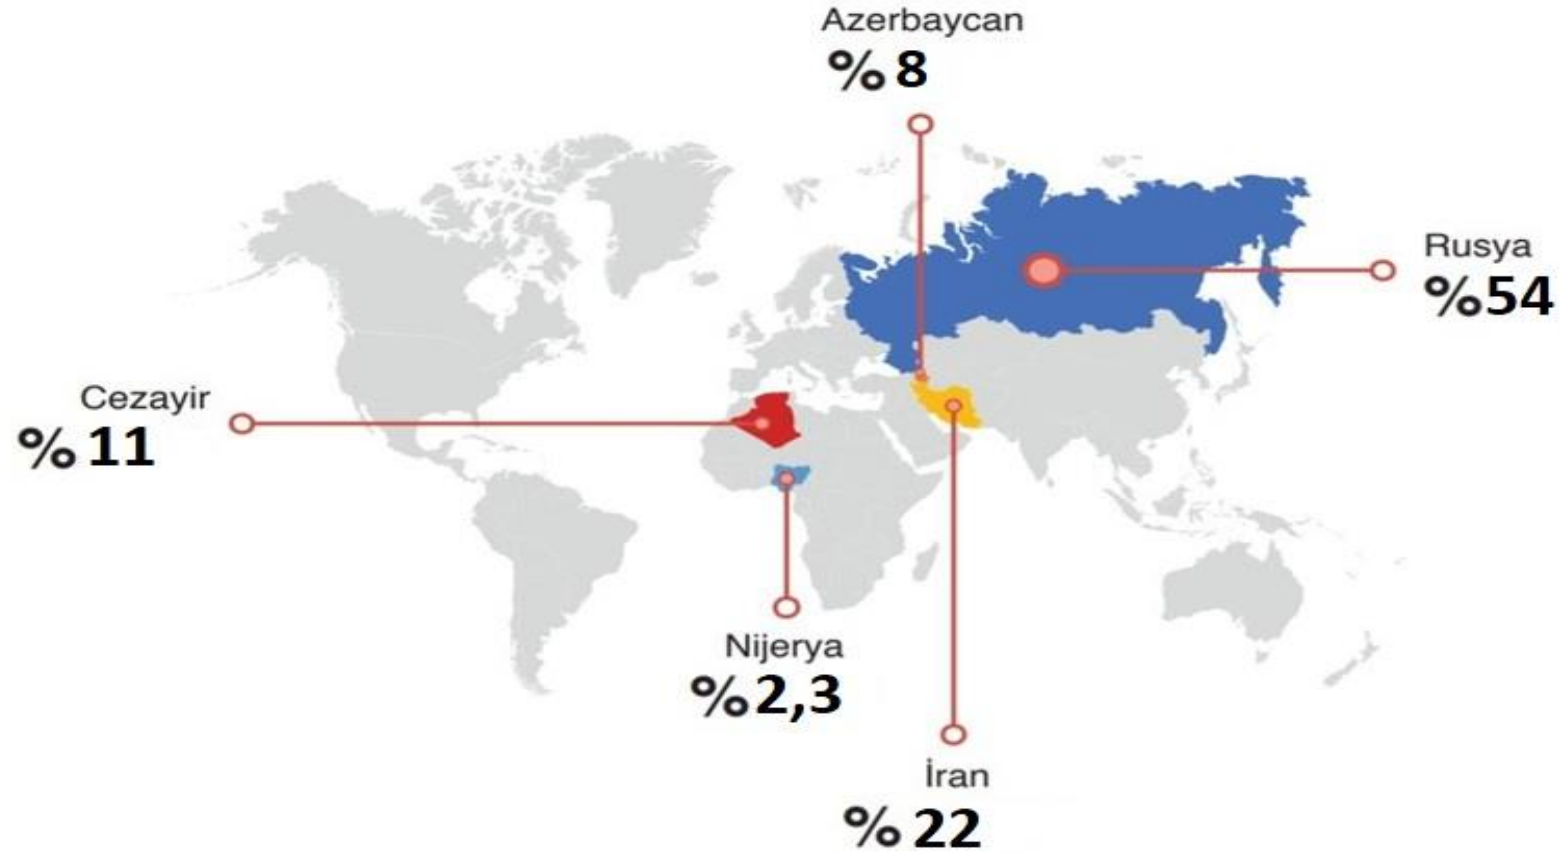 Azerbaycan
% 8
Rusya
%54
Cezayir
% 11
Nijerya
%2,3
İran
% 22